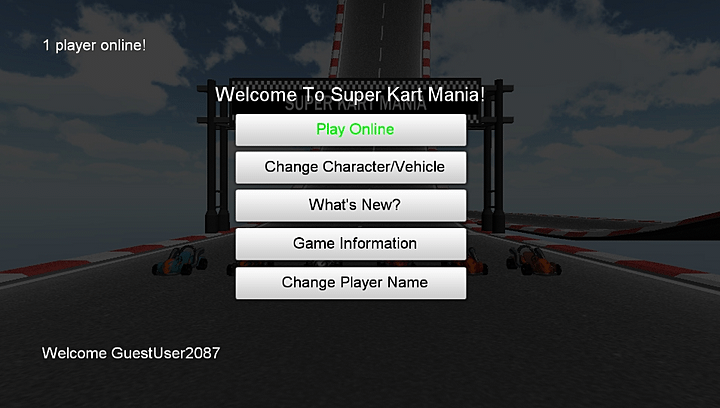 1 player online!
Welcome To Super Kart Mania!
SUPER KART MANIA
Play Online
Change Character/Vehicle
What's New?
Game Information
Change Player Name
Welcome GuestUser2087